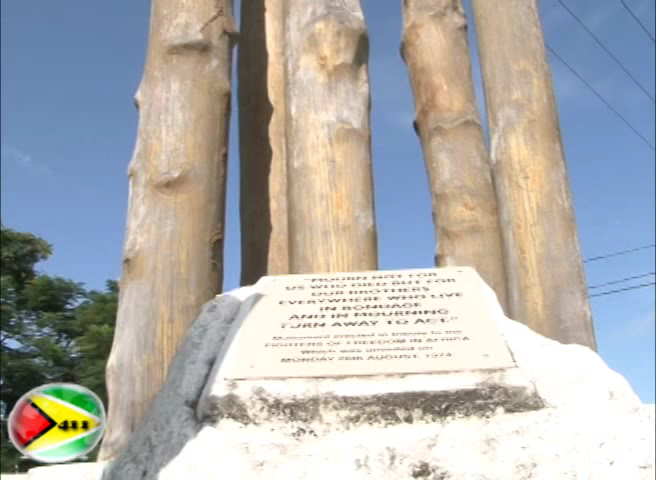 "MOURN NOT FOR
US WHO DIED BUT FOR
OUR BROTHERS
EVERYWHERE WHO LIVE
IN BONDAGE
AND IN MOURNING
TURN AWAY TO ACT."
Monument erected as tribute to the
FIGHTERS OF FREEDOM IN AFRICA
Which was unveiled on
MONDAY 26th AUGUST, 1974
411